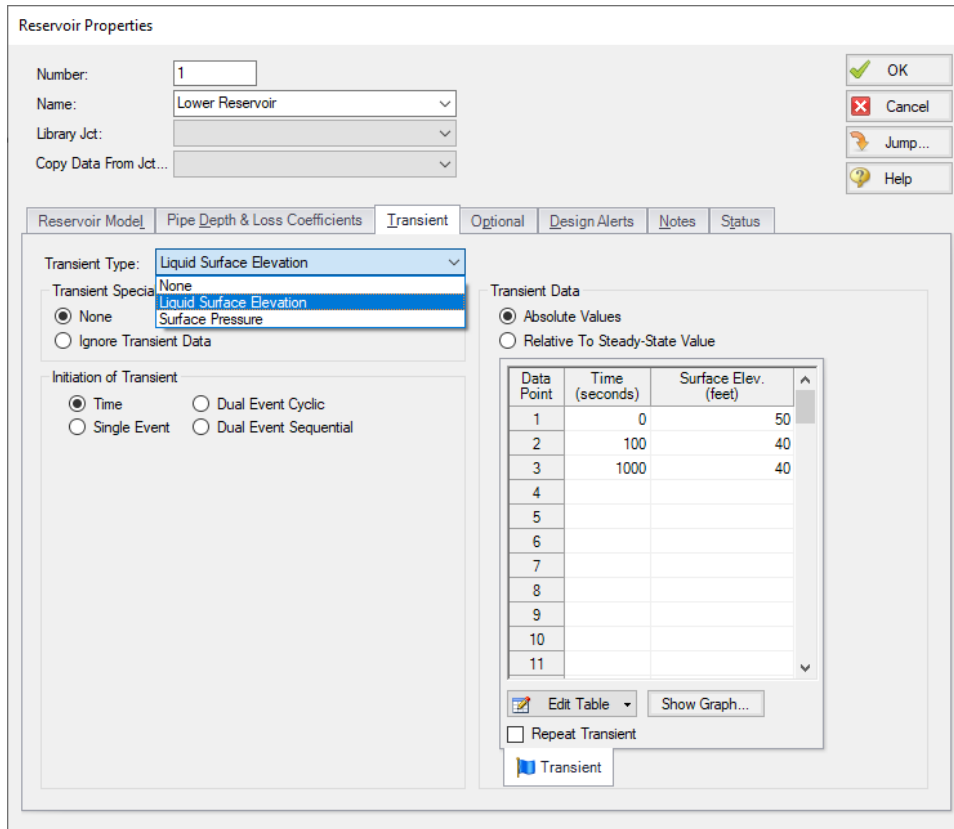 Reservoir Properties
Number: 1
Name: Lower Reservoir
Library Jct:
Copy Data From Jct...
OK
Cancel
Jump...
Help
Reservoir Model Pipe Depth & Loss Coefficients Transient Optional Design Alerts Notes Status
Transient Type: Liquid Surface Elevation
None
Liquid Surface Elevation
Surface Pressure
Transient Specia
None
Ignore Transient Data
Initiation of Transient
Time Dual Event Cyclic
Single Event Dual Event Sequential
Transient Data
Absolute Values
Relative To Steady-State Value
Data Point Time (seconds) Surface Elev. (feet)
1 0 50
2 100 40
3 1000 40
4
5
6
7
8
9
10
11
Edit Table Show Graph...
Repeat Transient
Transient